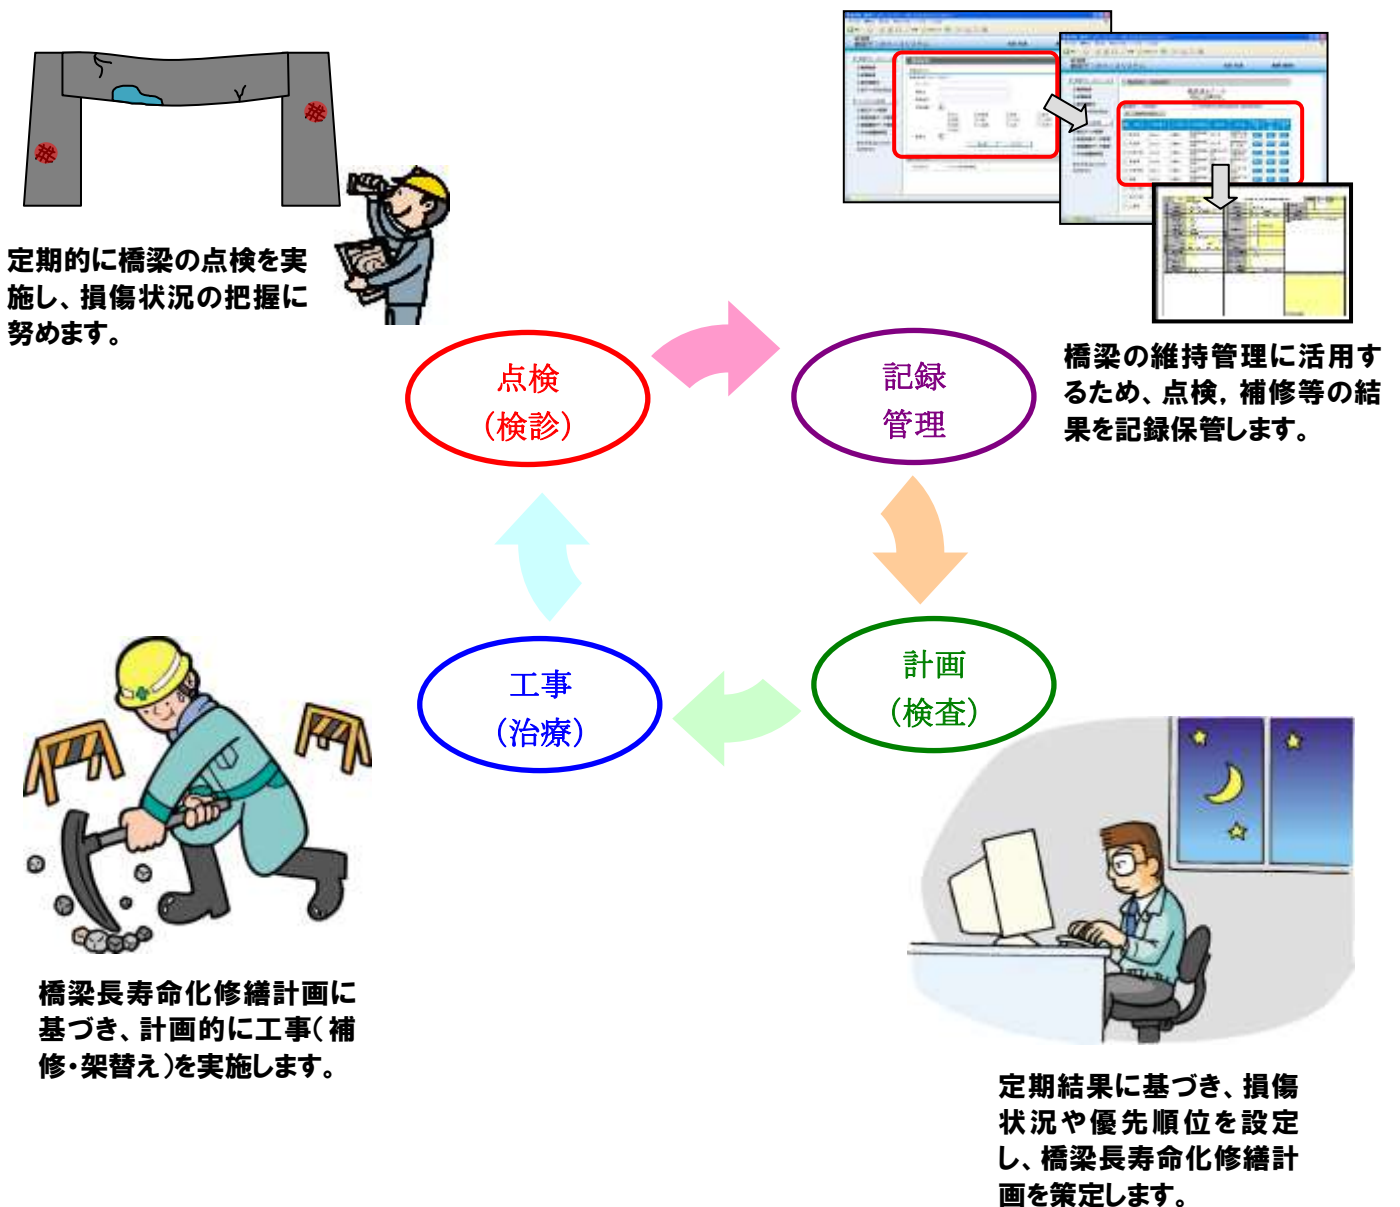 定期的に橋梁の点検を実
施し、損傷状況の把握に
努めます。
点検
（検診）
記録
管理
橋梁の維持管理に活用す
るため、点検，補修等の結
果を記録保管します。
工事
（治療）
計画
（検査）
橋梁長寿命化修繕計画に
基づき、計画的に工事（補
修・架替え）を実施します。
定期結果に基づき、損傷
状況や優先順位を設定
し、橋梁長寿命化修繕計
画を策定します。